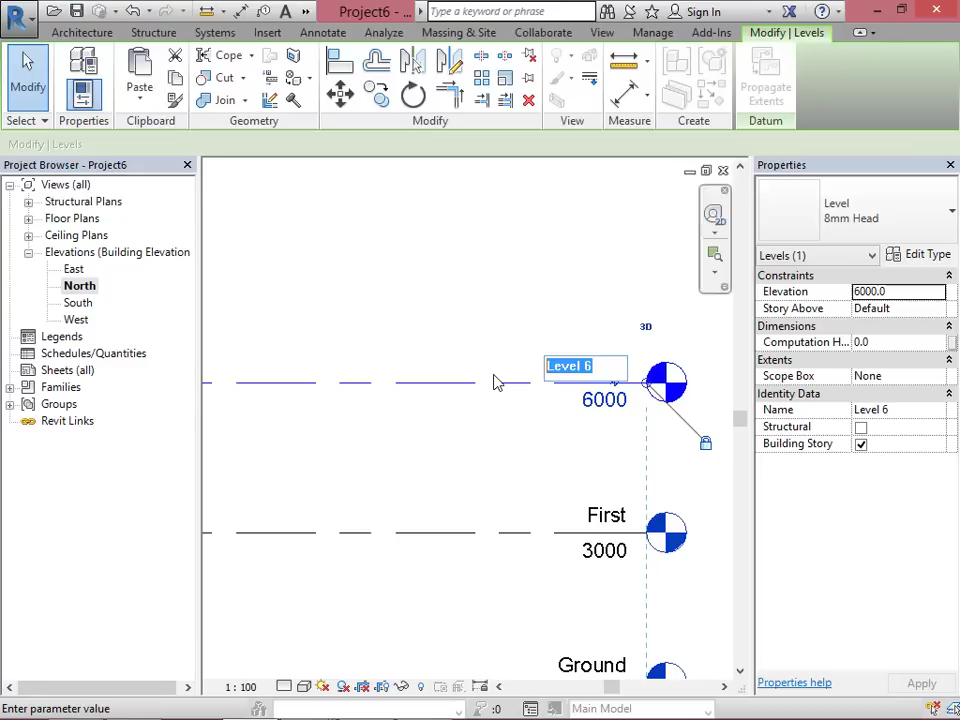 Project6 - ...
Type a keyword or phrase
Sign In
Architecture Structure Systems Insert Annotate Analyze Massing & Site Collaborate View Manage Add-Ins Modify | Levels
Modify
Select
Properties
Paste
Clipboard
Cope
Cut
Join
Geometry
Modify
View
Measure
Create
Propagate
Extents
Datum
Modify | Levels
Project Browser - Project6
Views (all)
Structural Plans
Floor Plans
Ceiling Plans
Elevations (Building Elevation
East
North
South
West
Legends
Schedules/Quantities
Sheets (all)
Families
Groups
Revit Links
2D
3D
Level 6
6000
First
3000
Ground
Properties
Level
8mm Head
Levels (1)
Edit Type
Constraints
Elevation 6000.0
Story Above Default
Dimensions
Computation H... 0.0
Extents
Scope Box None
Identity Data
Name Level 6
Structural
Building Story
Properties help
Apply
1 : 100
Enter parameter value
:0
Main Model